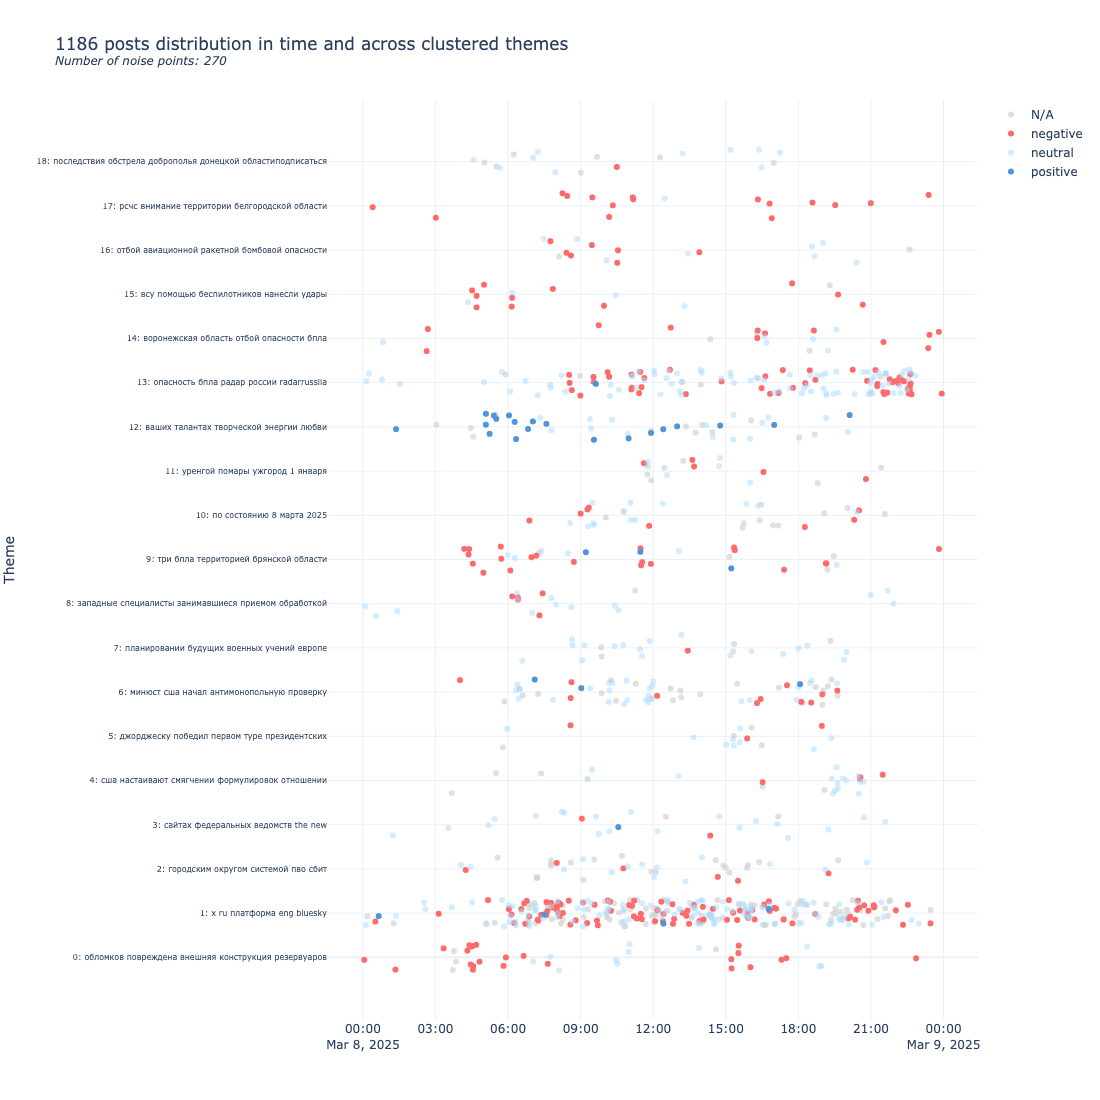 1186 posts distribution in time and across clustered themes
Number of noise points: 270
N/A
negative
neutral
positive
18: последствия обстрела доброполья донецкой областиподписаться
17: рсчс внимание территории белгородской области
16: отбой авиационной ракетной бомбовой опасности
15: всу помощью беспилотников нанесли удары
14: воронежская область отбой опасности бпла
13: опасность бпла радар россии radarrussiia
12: ваших талантах творческой энергии любви
11: уренгой помары ужгород 1 января
10: по состоянию 8 марта 2025
9: три бпла территорией брянской области
8: западные специалисты занимавшиеся приемом обработкой
7: планировании будущих военных учений европе
6: минюст сша начал антимонопольную проверку
5: джорджеску победил первом туре президентских
4: сша настаивают смягчении формулировок отношении
3: сайтах федеральных ведомств the new
2: городским округом системой пво сбит
1: x ru платформа eng bluesky
0: обломков повреждена внешняя конструкция резервуаров
Theme
00:00 03:00 06:00 09:00 12:00 15:00 18:00 21:00 00:00
Mar 8, 2025 Mar 9, 2025